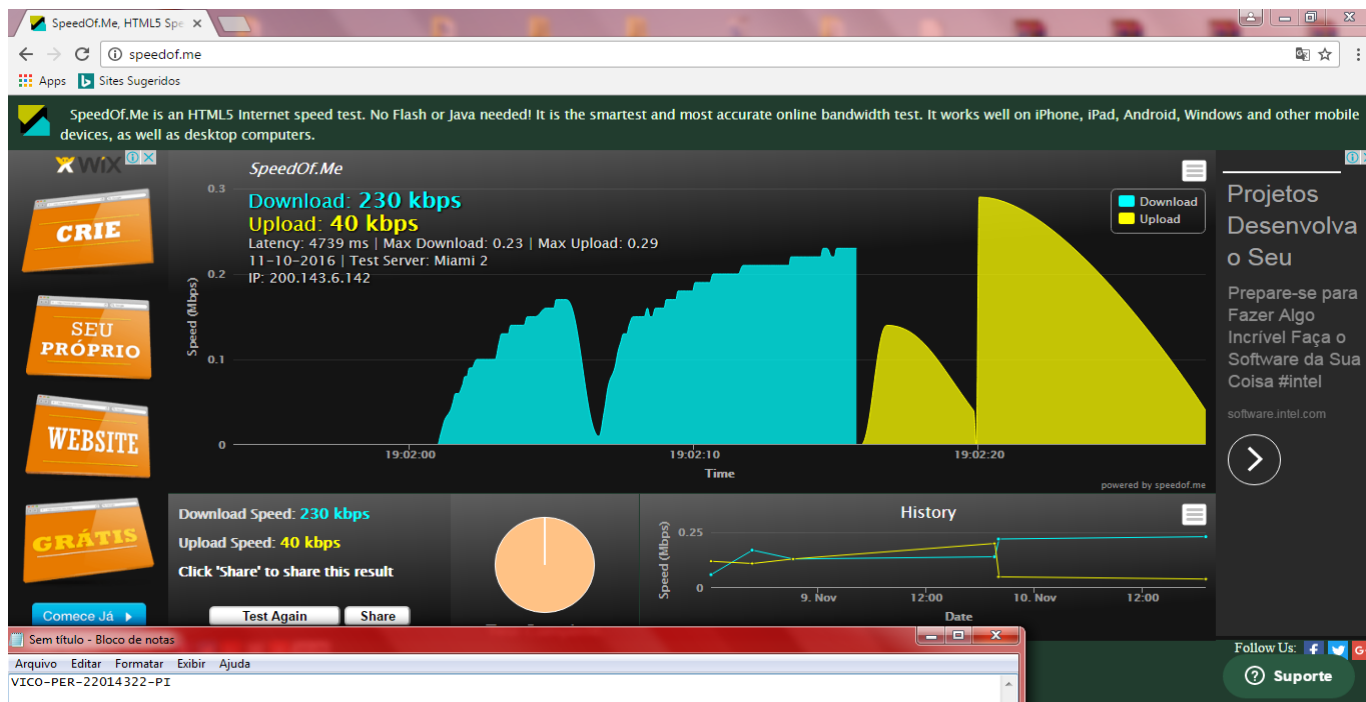 SpeedOf.Me, HTML5 Spe
speedof.me
Apps Sites Sugeridos
SpeedOf.Me is an HTML5 Internet speed test. No Flash or Java needed! It is the smartest and most accurate online bandwidth test. It works well on iPhone, iPad, Android, Windows and other mobile
devices, as well as desktop computers.
WiX
CRIE
SEU
PRÓPRIO
WEBSITE
GRÁTIS
Comece Já
SpeedOf.Me
Download: 230 kbps
Upload: 40 kbps
Latency: 4739 ms | Max Download: 0.23 | Max Upload: 0.29
11-10-2016 | Test Server: Miami 2
IP: 200.143.6.142
Download
Upload
Speed (Mbps)
0.3
0.2
0.1
0
19:02:00 19:02:10 19:02:20
Time
powered by speedof.me
Projetos
Desenvolva
o Seu
Prepare-se para
Fazer Algo
Incrível Faça o
Software da Sua
Coisa #intel
software.intel.com
Download Speed: 230 kbps
Upload Speed: 40 kbps
Click 'Share' to share this result
Test Again Share
History
Speed (Mbps)
0.25
0
9. Nov 12:00 10. Nov 12:00
Date
Follow Us:
Suporte
Sem título - Bloco de notas
Arquivo Editar Formatar Exibir Ajuda
VICO-PER-22014322-PI